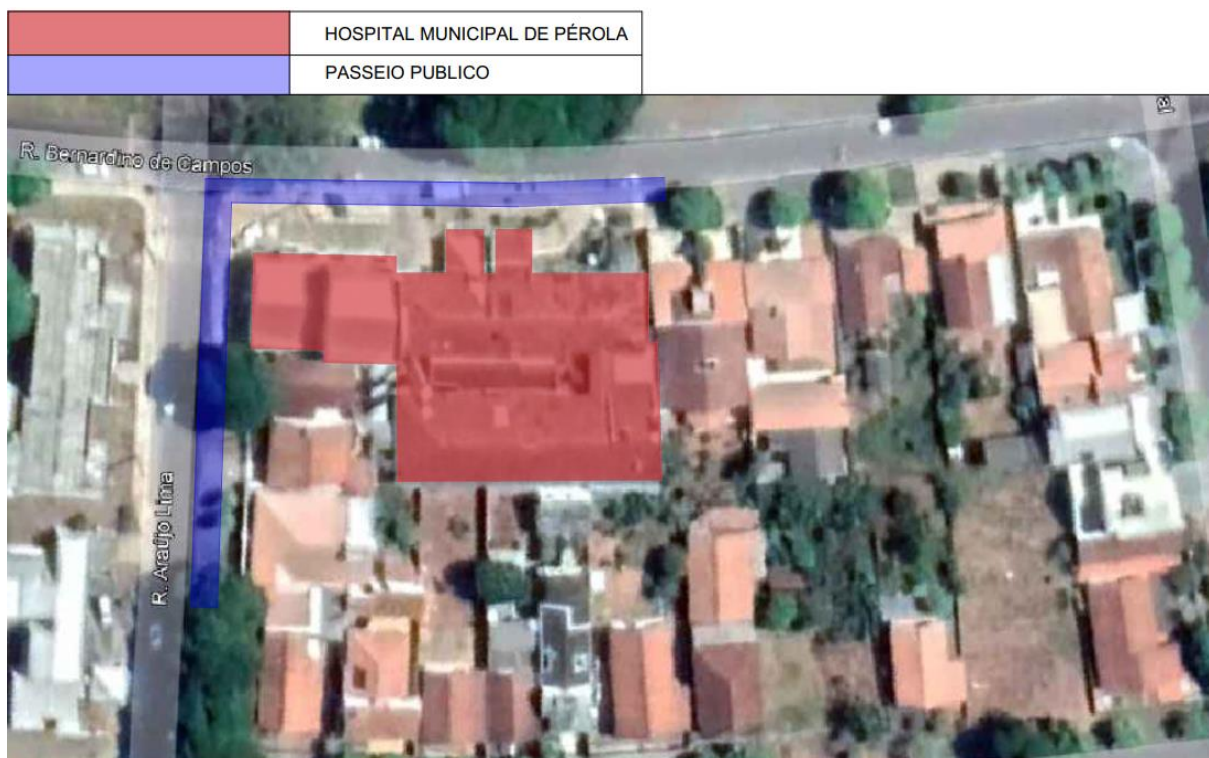 HOSPITAL MUNICIPAL DE PÉROLA
PASSEIO PUBLICO
R. Bernardino de Campos
R. Araújo Lima